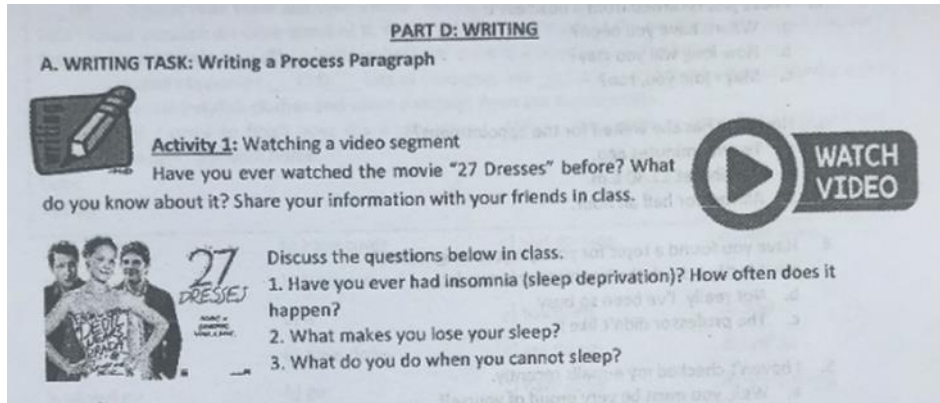 PART D: WRITING
A. WRITING TASK: Writing a Process Paragraph
writing
Activity 1: Watching a video segment
Have you ever watched the movie “27 Dresses” before? What
do you know about it? Share your information with your friends in class.
WATCH
VIDEO
27
DRESSES
Discuss the questions below in class.
1. Have you ever had insomnia (sleep deprivation)? How often does it
happen?
2. What makes you lose your sleep?
3. What do you do when you cannot sleep?